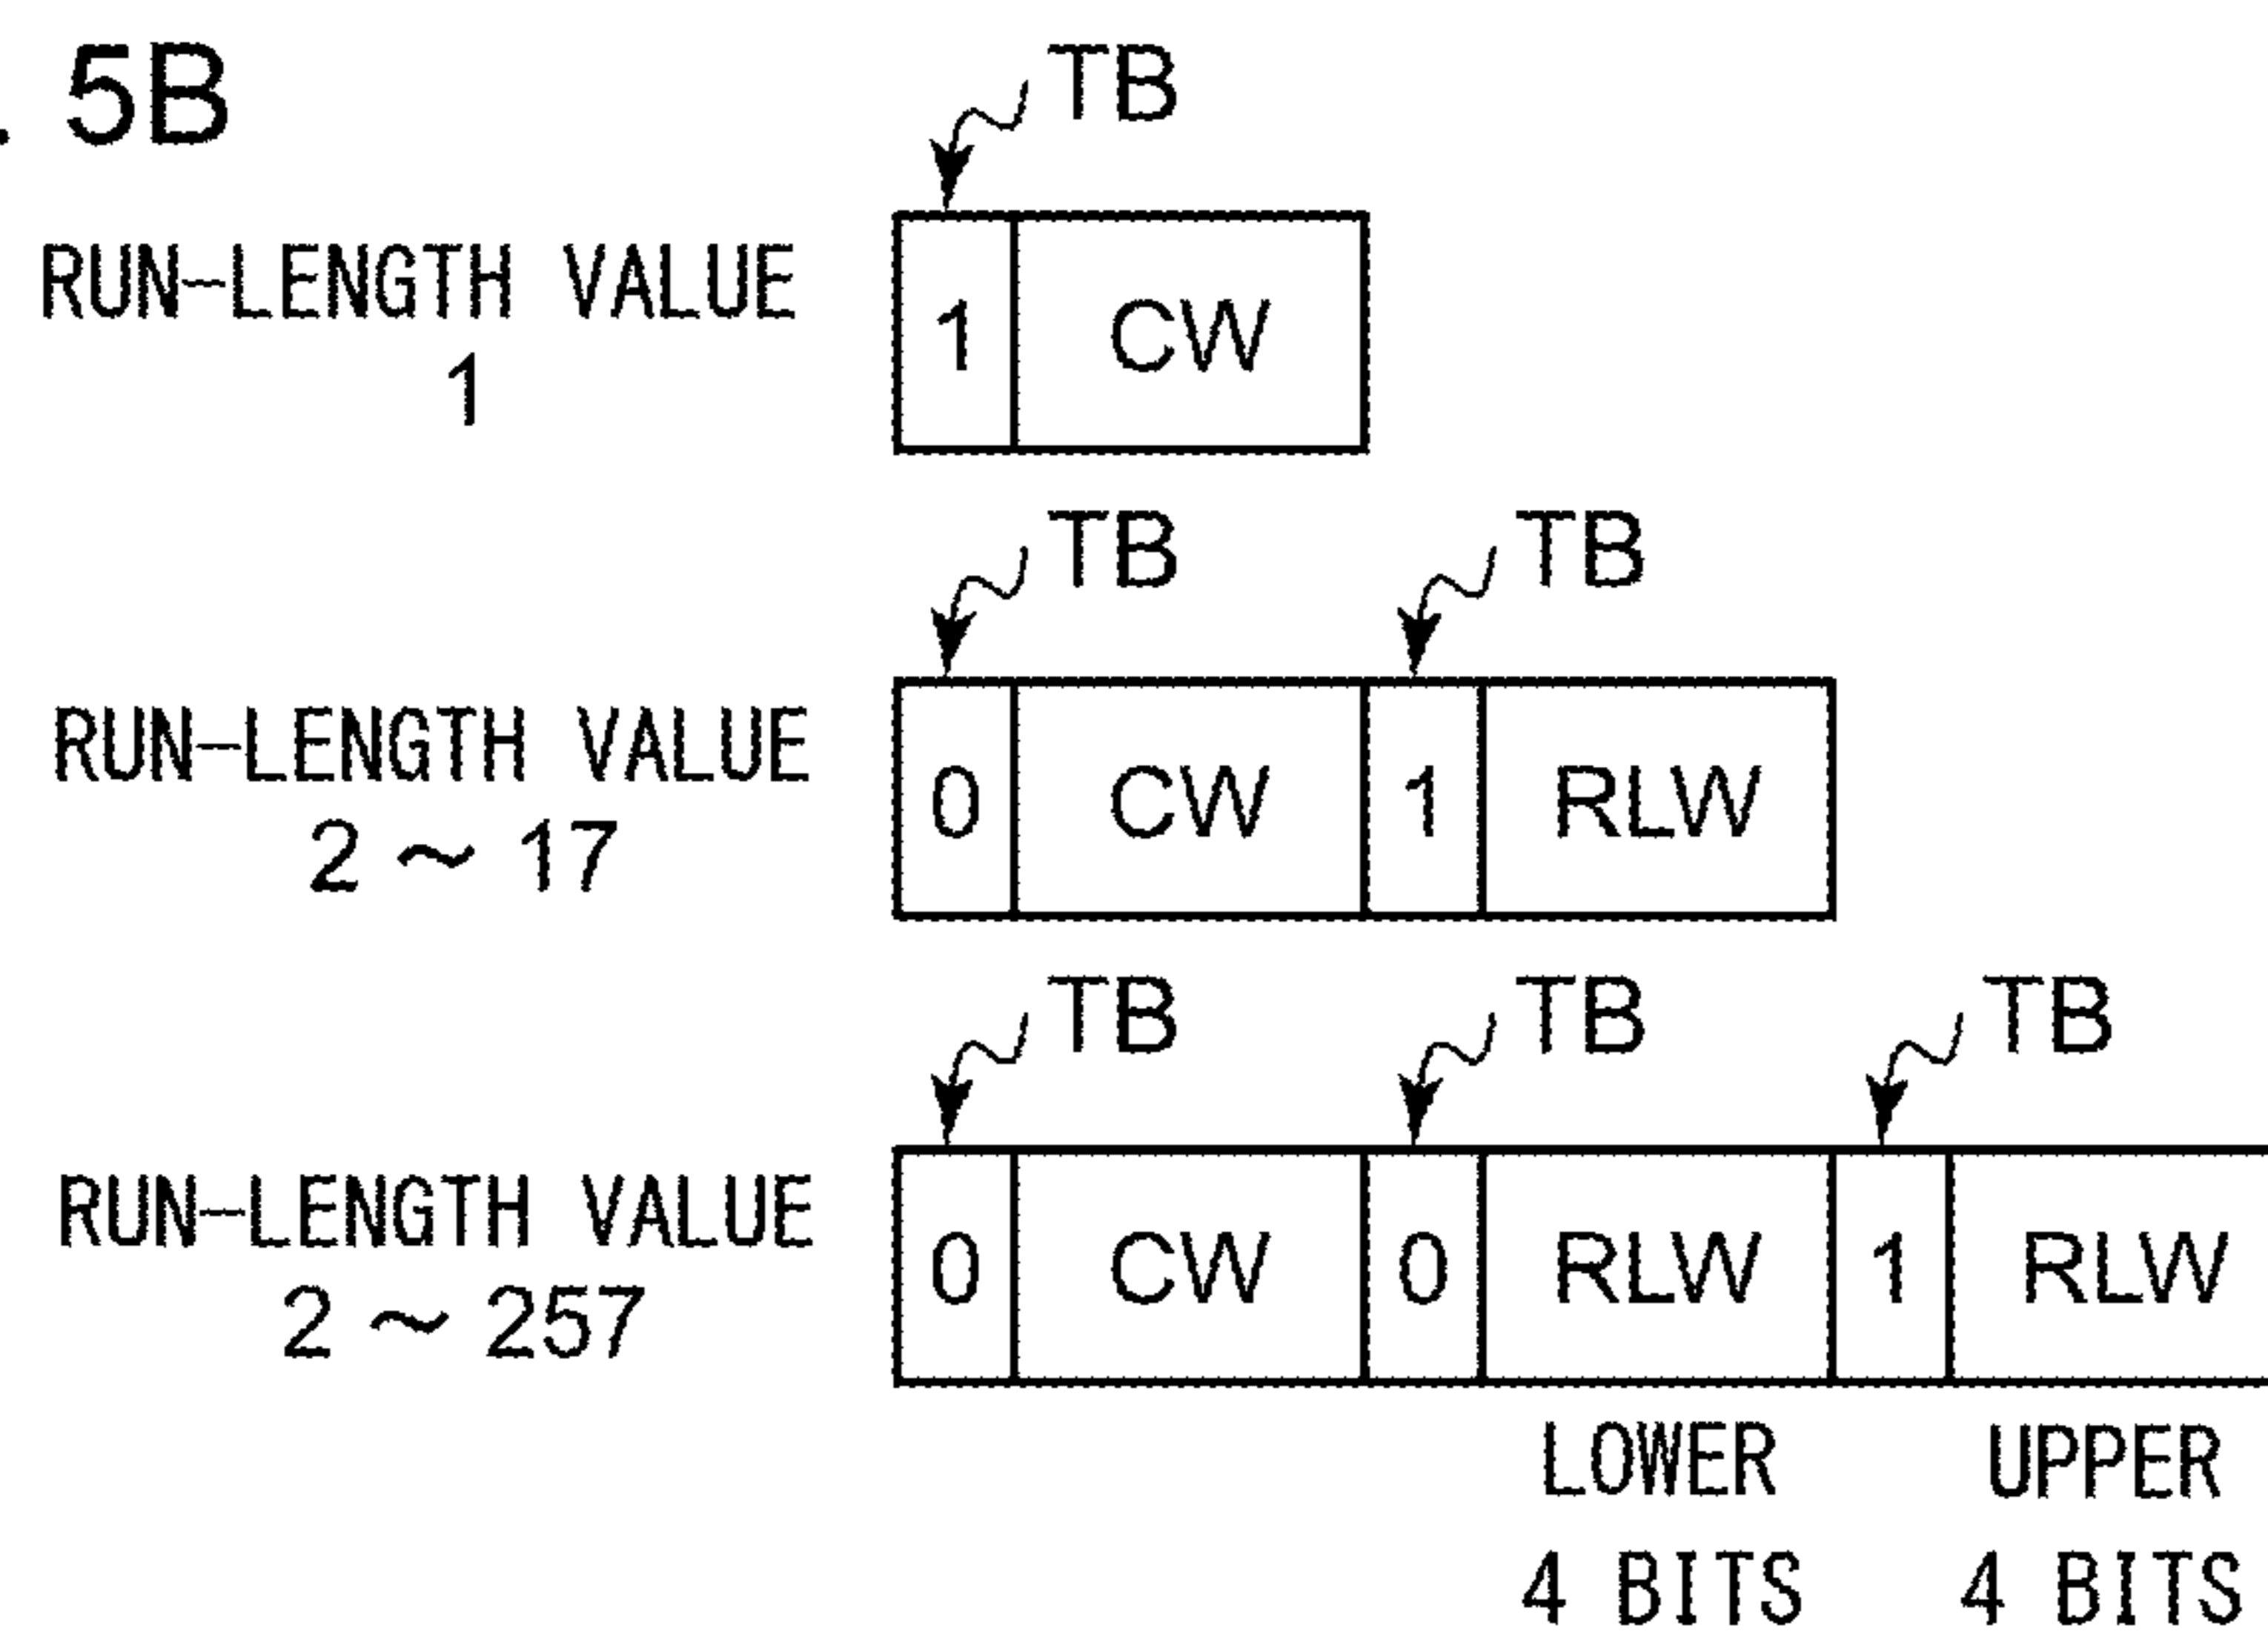 . 5B
TB
RUN-LENGTH VALUE
1
1 CW
TB TB
RUN-LENGTH VALUE
2 ~ 17
0 CW 1 RLW
TB TB TB
RUN-LENGTH VALUE
2 ~ 257
0 CW 0 RLW 1 RLW
LOWER UPPER
4 BITS 4 BITS